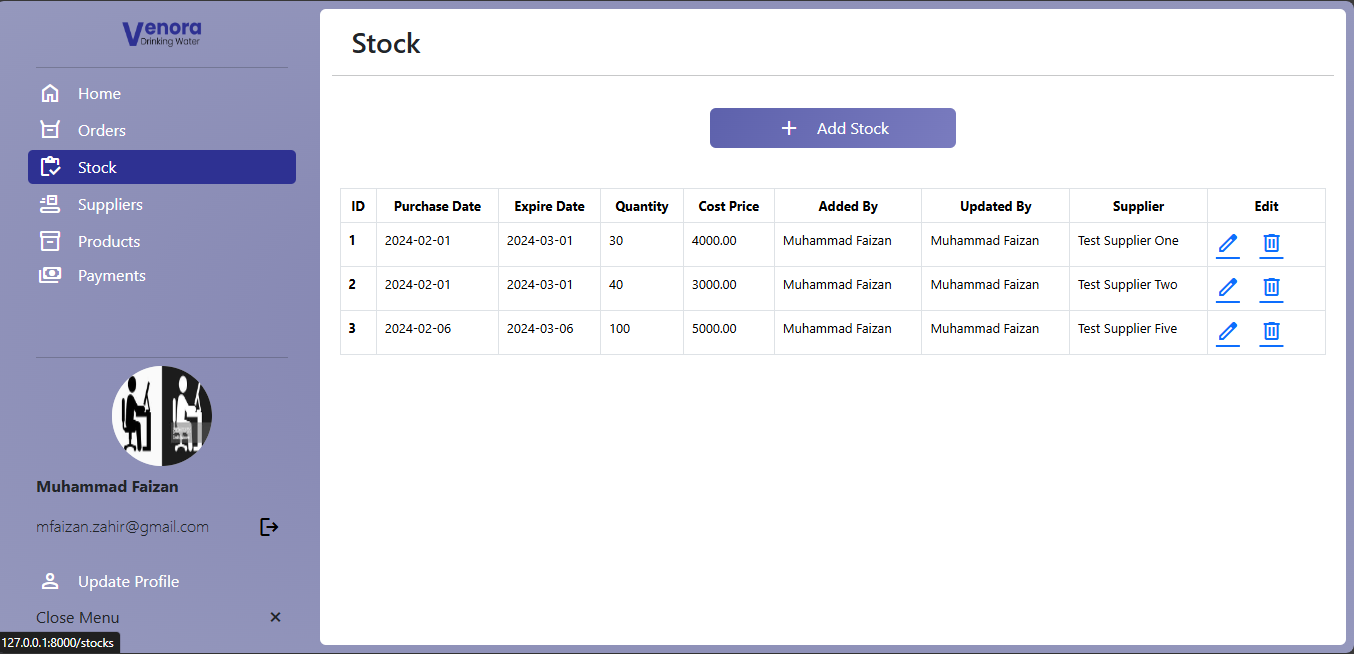 Venora
Drinking Water
Home
Orders
Stock
Suppliers
Products
Payments
Muhammad Faizan
mfaizan.zahir@gmail.com
Update Profile
Close Menu ×
127.0.0.1:8000/stocks
Stock
+ Add Stock
ID Purchase Date Expire Date Quantity Cost Price Added By Updated By Supplier Edit
1 2024-02-01 2024-03-01 30 4000.00 Muhammad Faizan Muhammad Faizan Test Supplier One
2 2024-02-01 2024-03-01 40 3000.00 Muhammad Faizan Muhammad Faizan Test Supplier Two
3 2024-02-06 2024-03-06 100 5000.00 Muhammad Faizan Muhammad Faizan Test Supplier Five